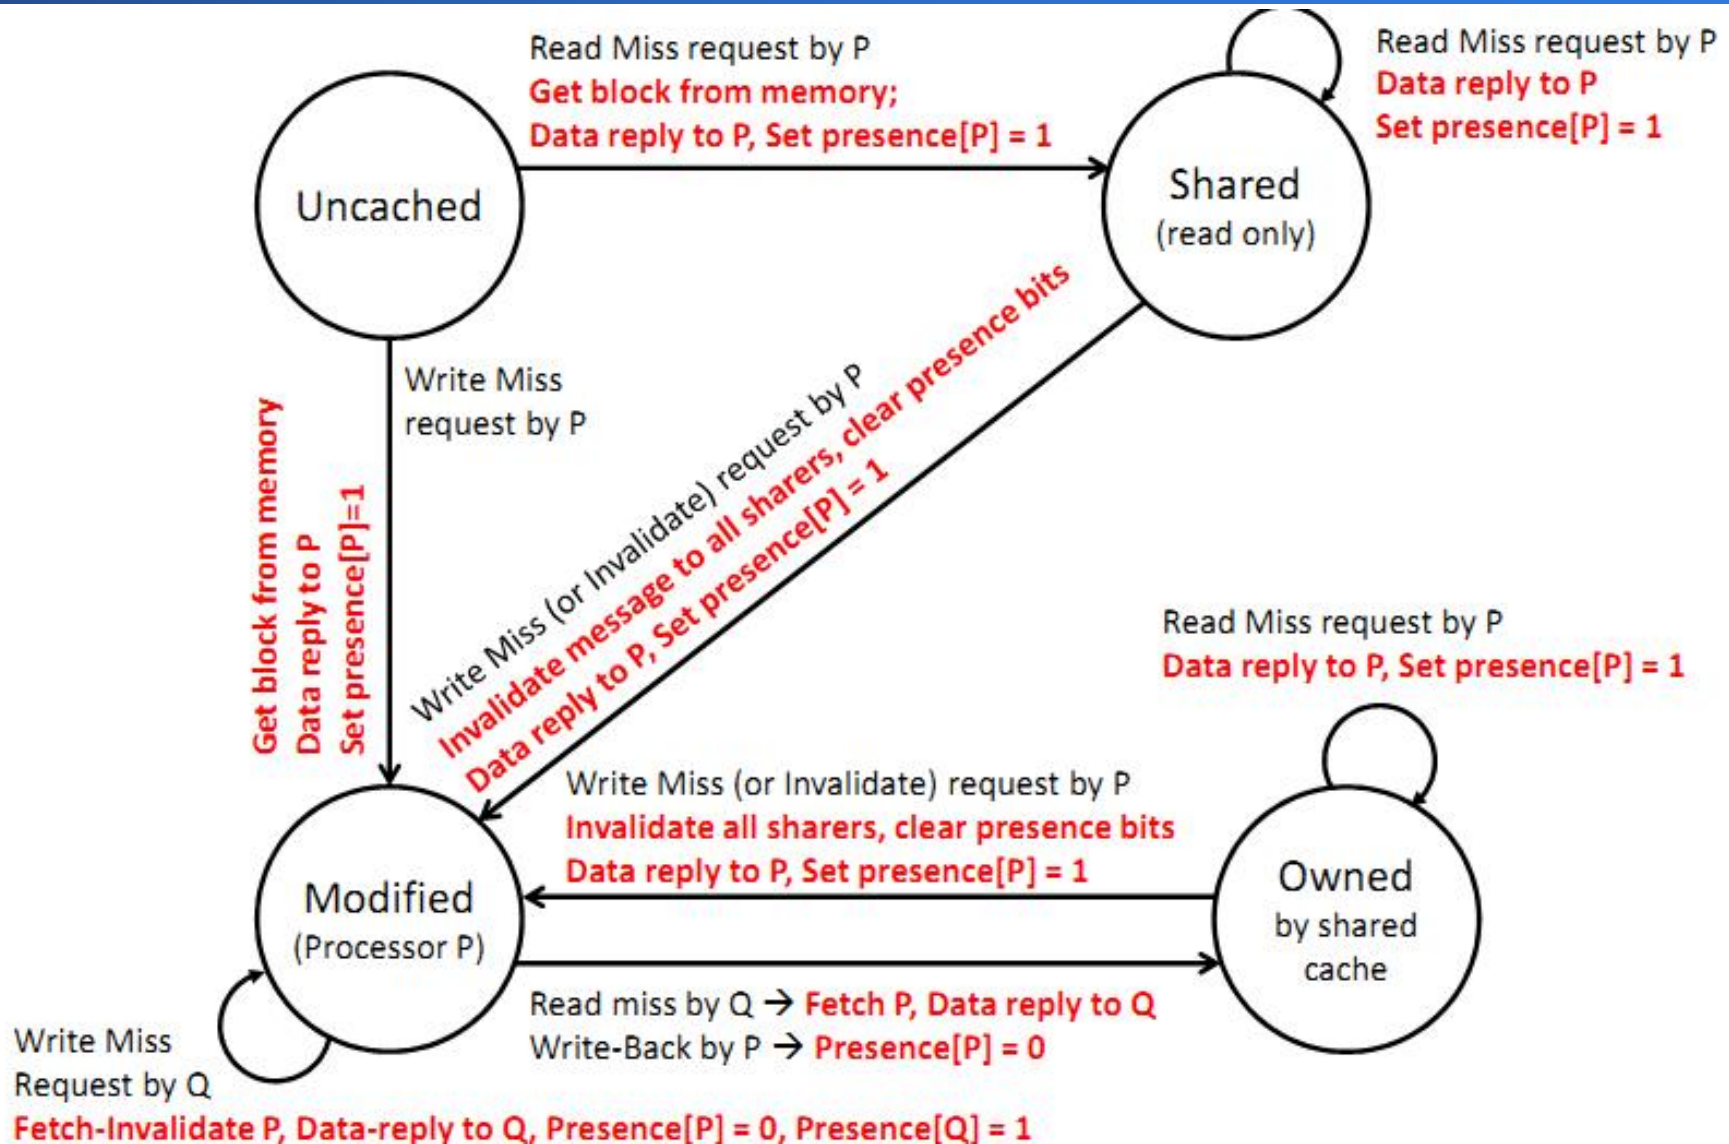 Read Miss request by P
Get block from memory;
Data reply to P, Set presence[P] = 1
Read Miss request by P
Data reply to P
Set presence[P] = 1
Uncached
Shared
(read only)
Write Miss
request by P
Get block from memory
Data reply to P
Set presence[P]=1
Write Miss (or Invalidate) request by P
Invalidate message to all sharers, clear presence bits
Data reply to P, Set presence[P] = 1
Read Miss request by P
Data reply to P, Set presence[P] = 1
Write Miss (or Invalidate) request by P
Invalidate all sharers, clear presence bits
Data reply to P, Set presence[P] = 1
Modified
(Processor P)
Owned
by shared
cache
Read miss by Q → Fetch P, Data reply to Q
Write-Back by P → Presence[P] = 0
Write Miss
Request by Q
Fetch-Invalidate P, Data-reply to Q, Presence[P] = 0, Presence[Q] = 1